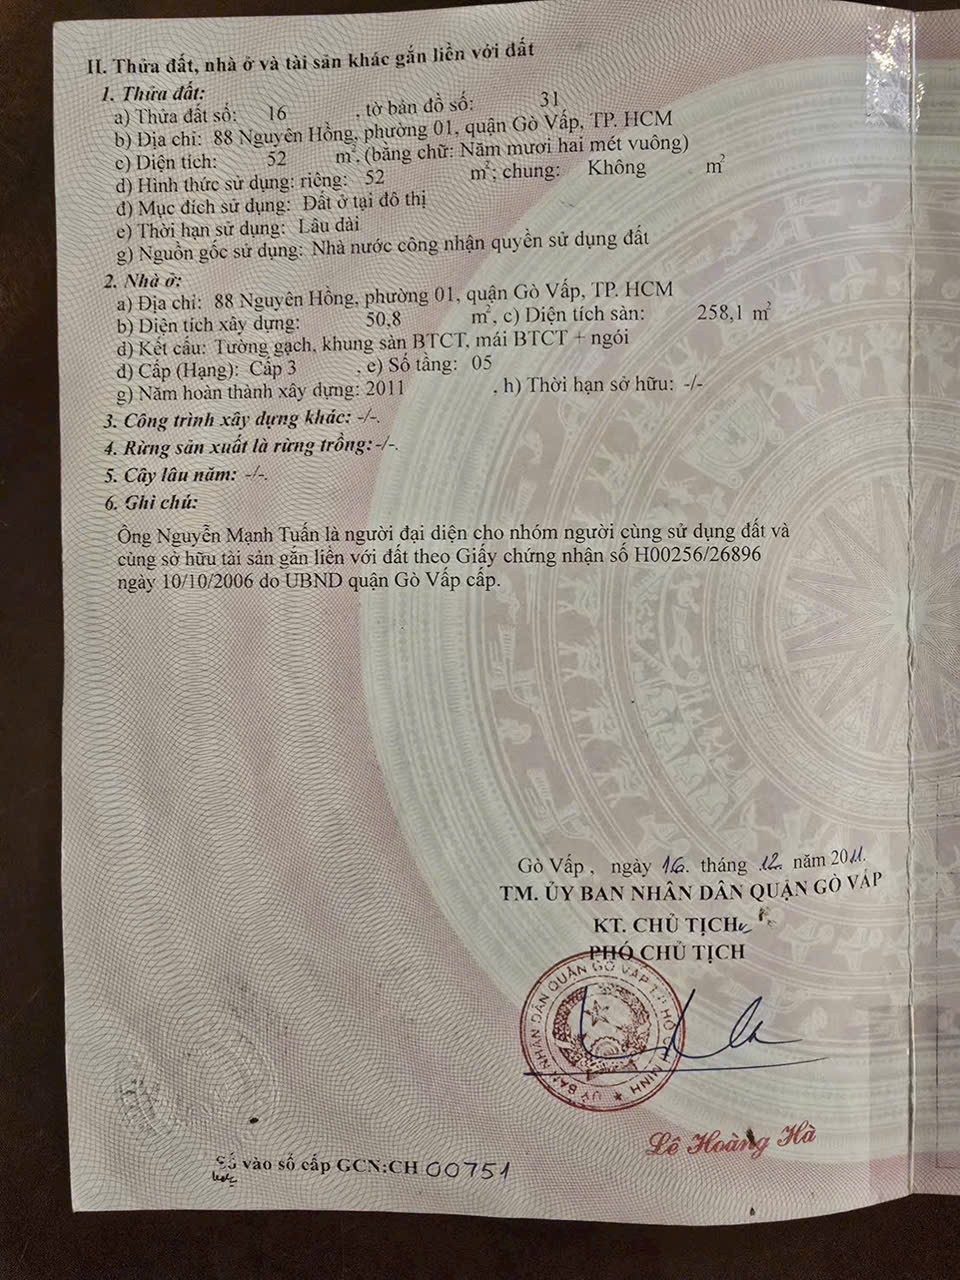 II. Thửa đất, nhà ở và tài sản khác gắn liền với đất
1. Thửa đất:
a) Thửa đất số: 16 , tờ bản đồ số: 31
b) Địa chỉ: 88 Nguyên Hồng, phường 01, quận Gò Vấp, TP. HCM
c) Diện tích: 52 m², (bằng chữ: Năm mươi hai mét vuông)
d) Hình thức sử dụng: riêng: 52 m²; chung: Không m²
đ) Mục đích sử dụng: Đất ở tại đô thị
e) Thời hạn sử dụng: Lâu dài
g) Nguồn gốc sử dụng: Nhà nước công nhận quyền sử dụng đất
2. Nhà ở:
a) Địa chỉ: 88 Nguyên Hồng, phường 01, quận Gò Vấp, TP. HCM
b) Diện tích xây dựng: 50,8 m², c) Diện tích sàn: 258,1 m²
d) Kết cấu: Tường gạch, khung sàn BTCT, mái BTCT + ngói
đ) Cấp (Hạng): Cấp 3 , e) Số tầng: 05
g) Năm hoàn thành xây dựng: 2011 , h) Thời hạn sở hữu: -/-
3. Công trình xây dựng khác: -/-.
4. Rừng sản xuất là rừng trồng: -/-.
5. Cây lâu năm: -/-.
6. Ghi chú:
Ông Nguyễn Mạnh Tuấn là người đại diện cho nhóm người cùng sử dụng đất và
cùng sở hữu tài sản gắn liền với đất theo Giấy chứng nhận số H00256/26896
ngày 10/10/2006 do UBND quận Gò Vấp cấp.
Gò Vấp , ngày 16. tháng .12. năm 2011.
TM. ỦY BAN NHÂN DÂN QUẬN GÒ VẤP
KT. CHỦ TỊCH
PHÓ CHỦ TỊCH
ỦY BAN NHÂN DÂN QUẬN GÒ VẤP T.P HỒ CHÍ MINH
Lê Hoàng Hà
Số vào sổ cấp GCN:CH 00751